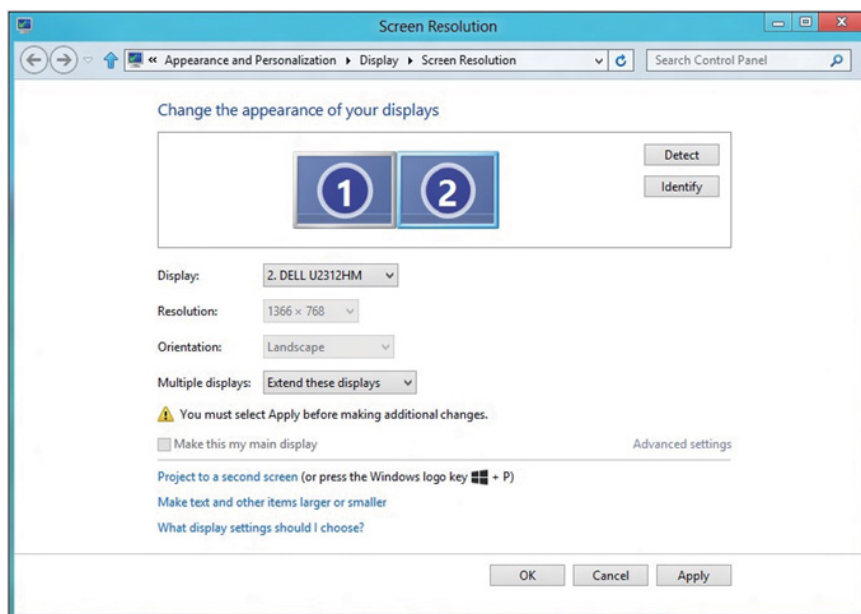 Screen Resolution
« Appearance and Personalization ▸ Display ▸ Screen Resolution
Search Control Panel
Change the appearance of your displays
1 2
Detect
Identify
Display: 2. DELL U2312HM
Resolution: 1366 × 768
Orientation: Landscape
Multiple displays: Extend these displays
You must select Apply before making additional changes.
Make this my main display Advanced settings
Project to a second screen (or press the Windows logo key + P)
Make text and other items larger or smaller
What display settings should I choose?
OK Cancel Apply